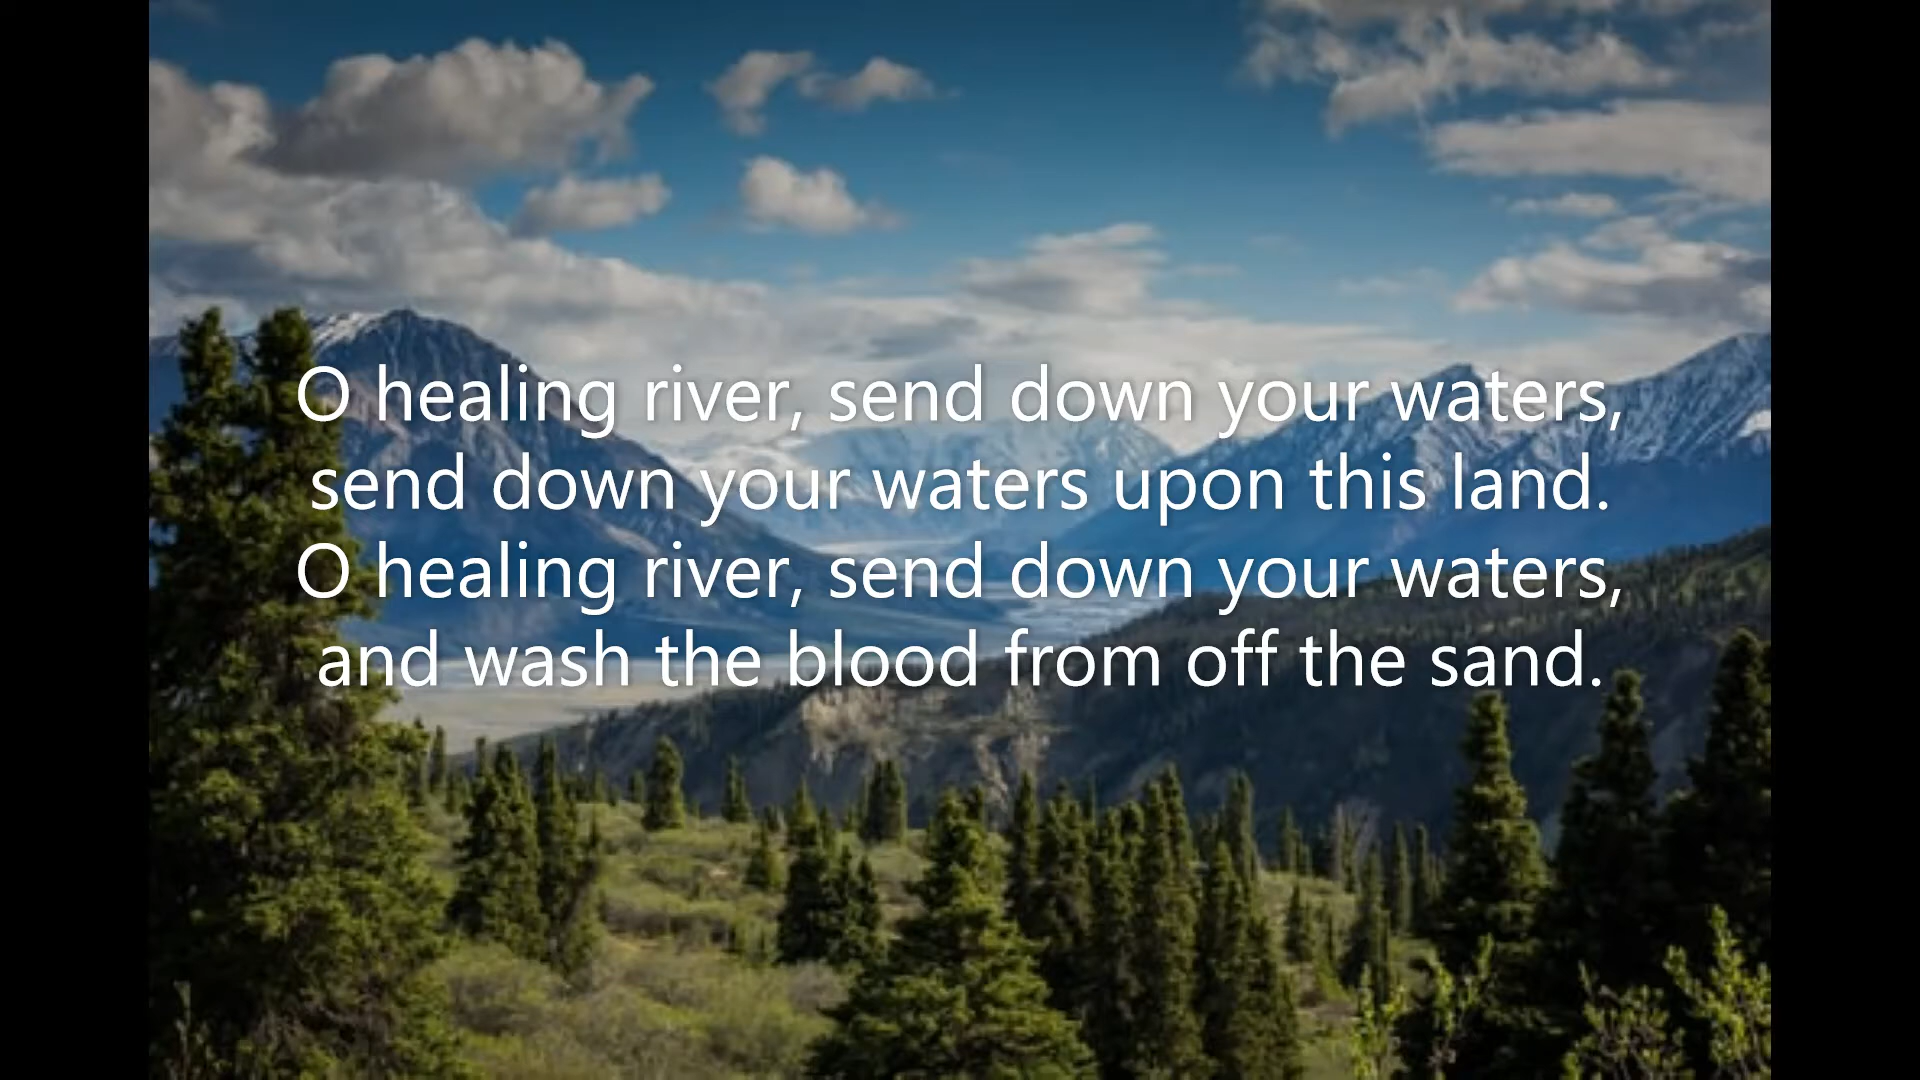 O healing river, send down your waters,
send down your waters upon this land.
O healing river, send down your waters,
and wash the blood from off the sand.